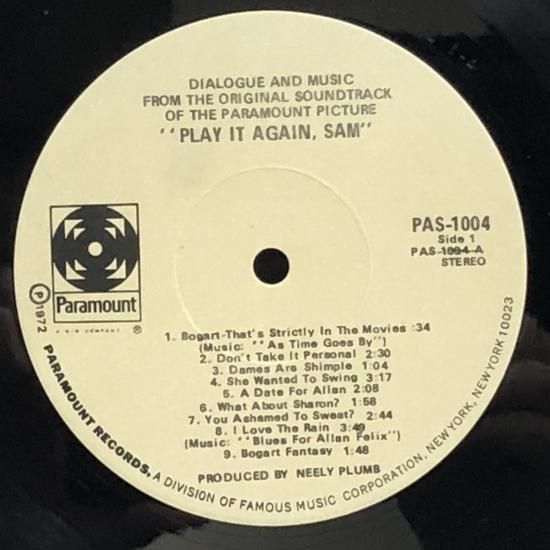 DIALOGUE AND MUSIC
FROM THE ORIGINAL SOUNDTRACK
OF THE PARAMOUNT PICTURE
''PLAY IT AGAIN, SAM''
PAS-1004
Side 1
PAS-1004-A
STEREO
Paramount
A G+W COMPANY ®
1. Bogart-That's Strictly In The Movies :34
(Music: ''As Time Goes By'')
2. Don't Take It Personal 2:30
3. Dames Are Shimple 1:04
4. She Wanted To Swing 3:17
5. A Date For Allan 2:08
6. What About Sharon? 1:58
7. You Ashamed To Sweat? 2:44
8. I Love The Rain 3:49
(Music: ''Blues For Allan Felix'')
9. Bogart Fantasy 1:48
PRODUCED BY NEELY PLUMB
Ⓟ1972 PARAMOUNT RECORDS, A DIVISION OF FAMOUS MUSIC CORPORATION, NEW YORK, NEW YORK 10023